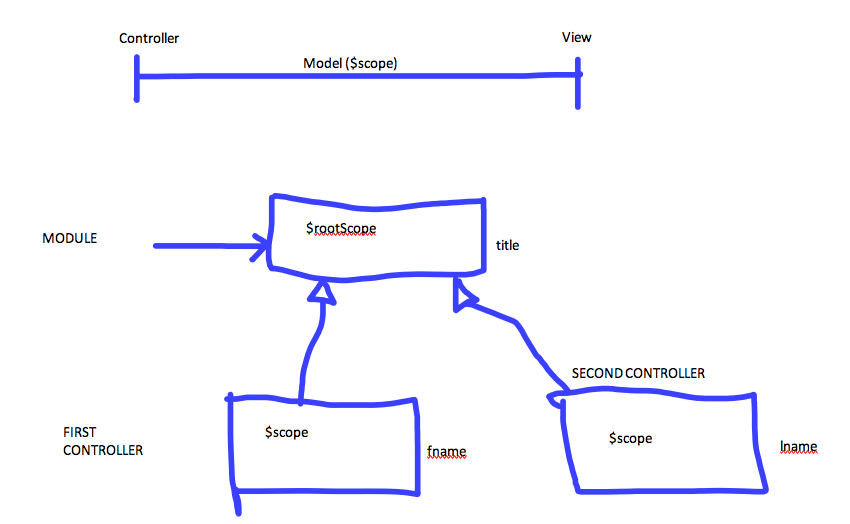 Controller
View
Model ($scope)
MODULE
$rootScope
title
SECOND CONTROLLER
FIRST
CONTROLLER
$scope
fname
$scope
lname